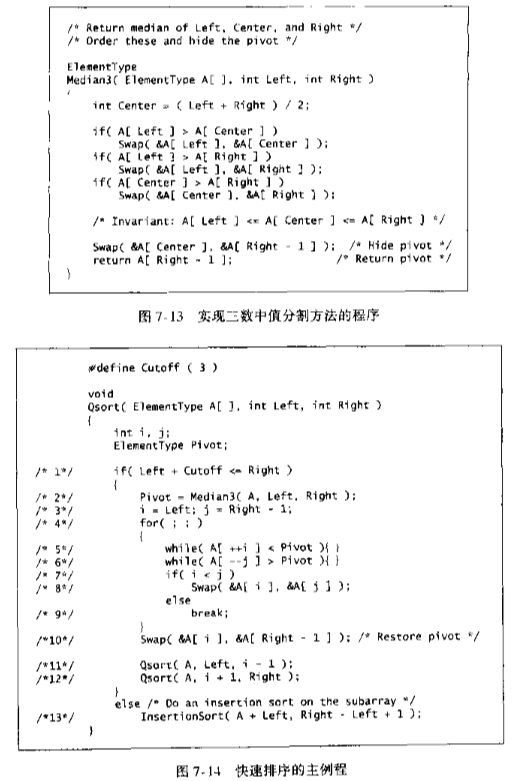 /* Return median of Left, Center, and Right */
/* Order these and hide the pivot */
ElementType
Median3( ElementType A[ ], int Left, int Right )
{
int Center = ( Left + Right ) / 2;
if( A[ Left ] > A[ Center ] )
Swap( &A[ Left ], &A[ Center ] );
if( A[ Left ] > A[ Right ] )
Swap( &A[ Left ], &A[ Right ] );
if( A[ Center ] > A[ Right ] )
Swap( &A[ Center ], &A[ Right ] );
/* Invariant: A[ Left ] <= A[ Center ] <= A[ Right ] */
Swap( &A[ Center ], &A[ Right - 1 ] ); /* Hide pivot */
return A[ Right - 1 ]; /* Return pivot */
}
图 7-13 实现三数中值分割方法的程序
#define Cutoff ( 3 )
void
Qsort( ElementType A[ ], int Left, int Right )
{
int i, j;
ElementType Pivot;
/* 1*/ if( Left + Cutoff <= Right )
{
/* 2*/ Pivot = Median3( A, Left, Right );
/* 3*/ i = Left; j = Right - 1;
/* 4*/ for( ; ; )
{
/* 5*/ while( A[ ++i ] < Pivot ){ }
/* 6*/ while( A[ --j ] > Pivot ){ }
/* 7*/ if( i < j )
/* 8*/ Swap( &A[ i ], &A[ j ] );
else
/* 9*/ break;
}
/*10*/ Swap( &A[ i ], &A[ Right - 1 ] ); /* Restore pivot */
/*11*/ Qsort( A, Left, i - 1 );
/*12*/ Qsort( A, i + 1, Right );
}
else /* Do an insertion sort on the subarray */
/*13*/ InsertionSort( A + Left, Right - Left + 1 );
}
图 7-14 快速排序的主例程